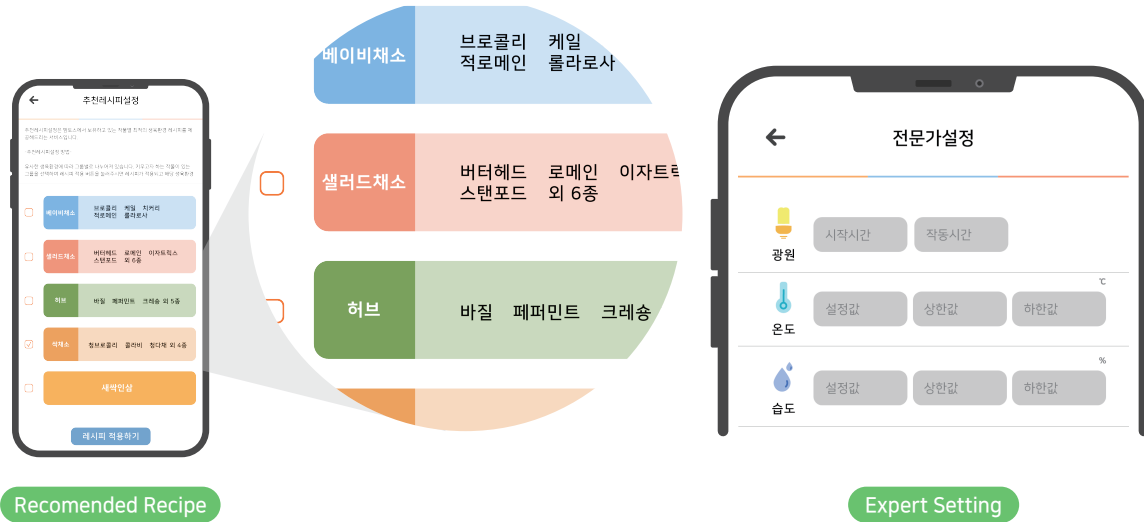 추천레시피설정
- 추천레시피설정 방법
베이비채소
브로콜리 케일 치커리
적로메인 롤라로사
샐러드채소
버터헤드 로메인 이자트릭스
스탠포드 외 6종
허브
바질 페퍼민트 크레송 외 5종
적채소
청브로콜리 콜라비 청다채 외 4종
새싹인삼
레시피 적용하기
베이비채소
브로콜리 케일
적로메인 롤라로사
샐러드채소
버터헤드 로메인 이자트릭
스탠포드 외 6종
허브
바질 페퍼민트 크레송
전문가설정
광원
시작시간 작동시간
℃
온도
설정값 상한값 하한값
%
습도
설정값 상한값 하한값
Recomended Recipe
Expert Setting